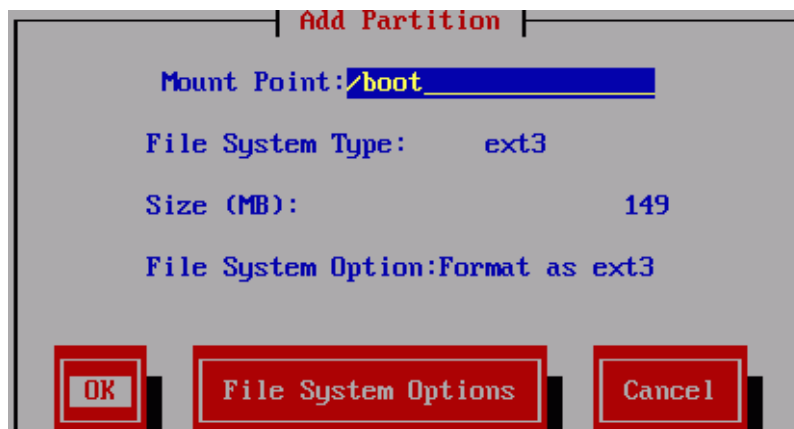 Add Partition
Mount Point:/boot
File System Type: ext3
Size (MB): 149
File System Option:Format as ext3
OK File System Options Cancel